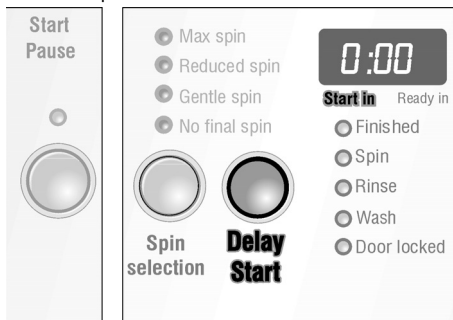 Start
Pause
Max spin
Reduced spin
Gentle spin
No final spin
Spin
selection
Delay
Start
0:00
Start in Ready in
Finished
Spin
Rinse
Wash
Door locked